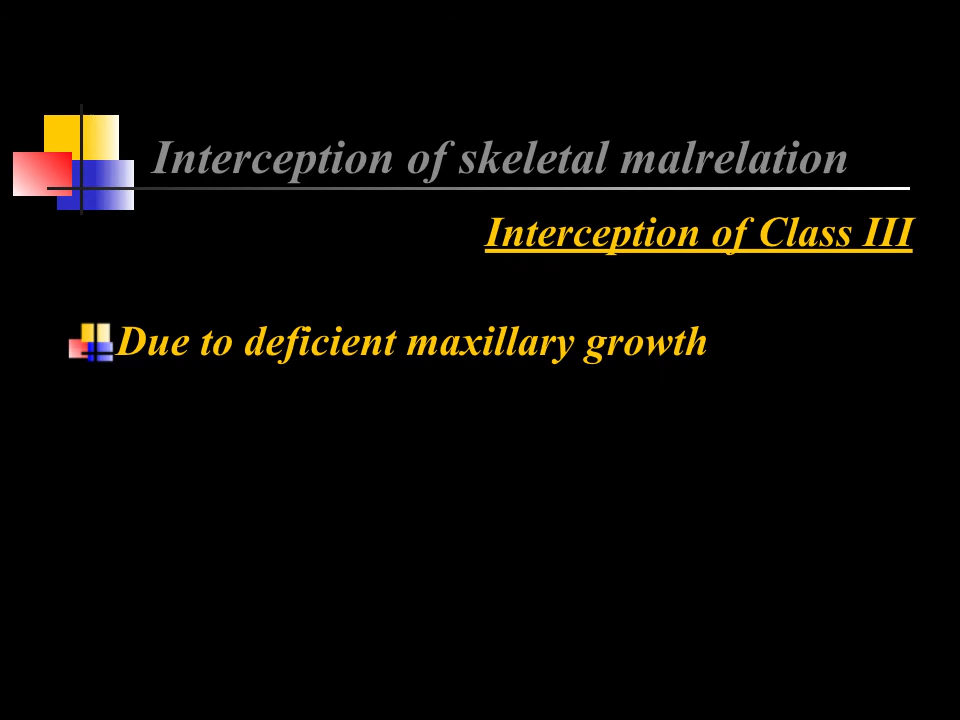 Interception of skeletal malrelation
Interception of Class III
Due to deficient maxillary growth